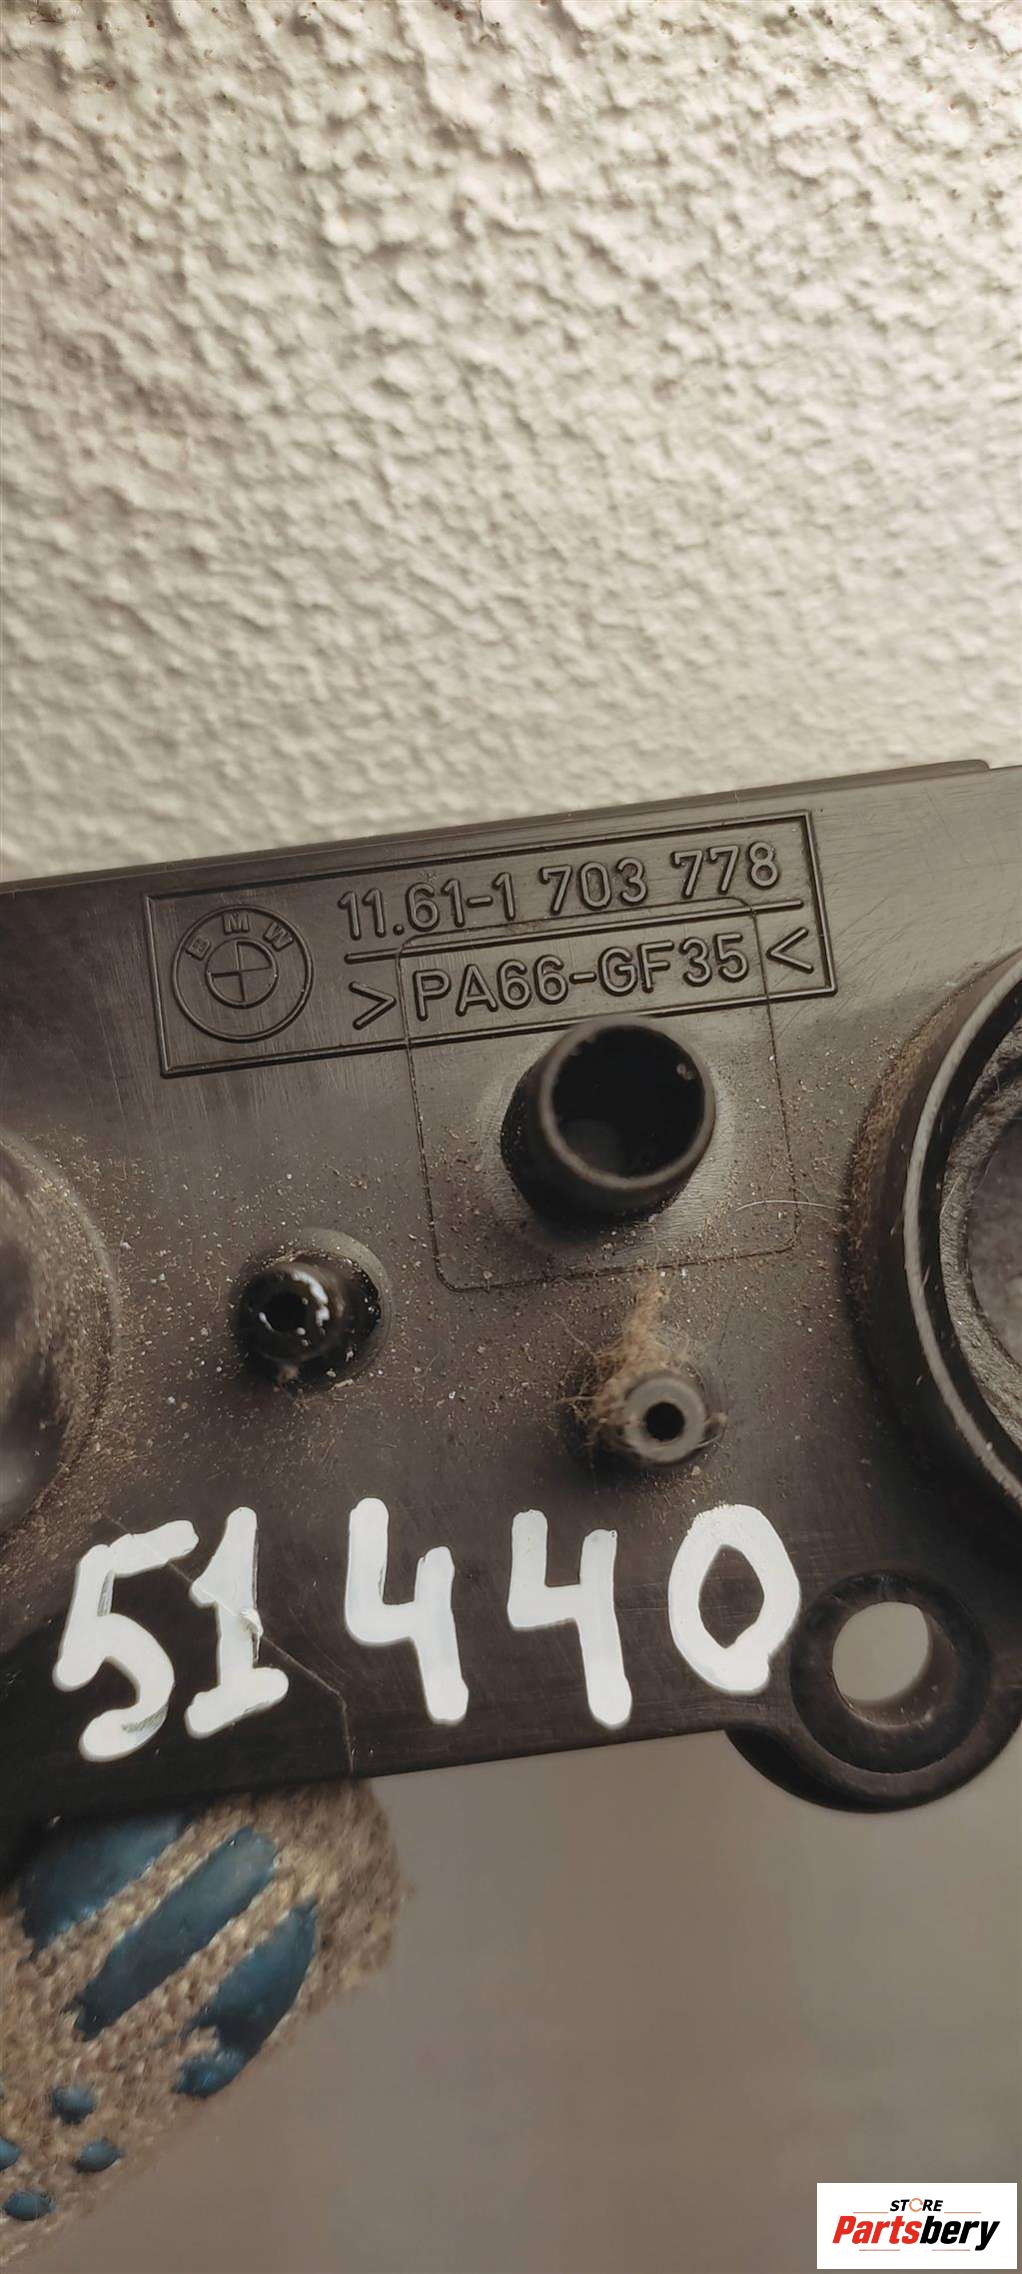 BMW
11.61-1 703 778
>PA66-GF35<
51440
STORE
Partsbery